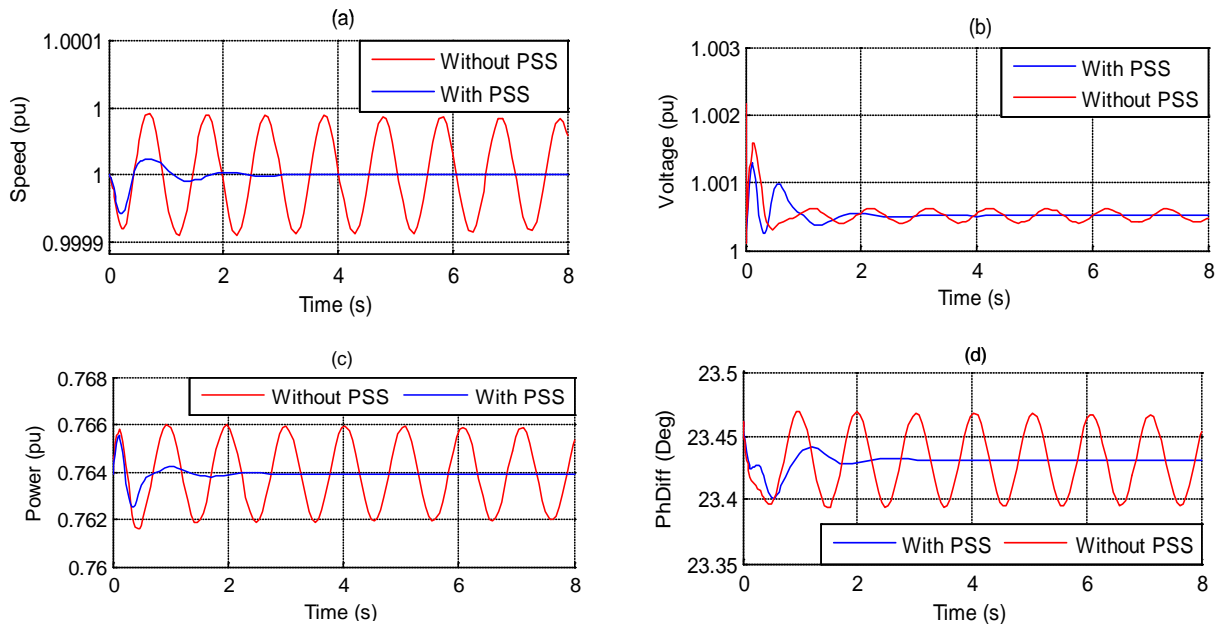 (a)
1.0001
1
1
0.9999
Speed (pu)
Without PSS
With PSS
0 2 4 6 8
Time (s)
(b)
1.003
1.002
1.001
1
Voltage (pu)
With PSS
Without PSS
0 2 4 6 8
Time (s)
(c)
0.768
0.766
0.764
0.762
0.76
Power (pu)
Without PSS With PSS
0 2 4 6 8
Time (s)
(d)
23.5
23.45
23.4
23.35
PhDiff (Deg)
With PSS Without PSS
0 2 4 6 8
Time (s)